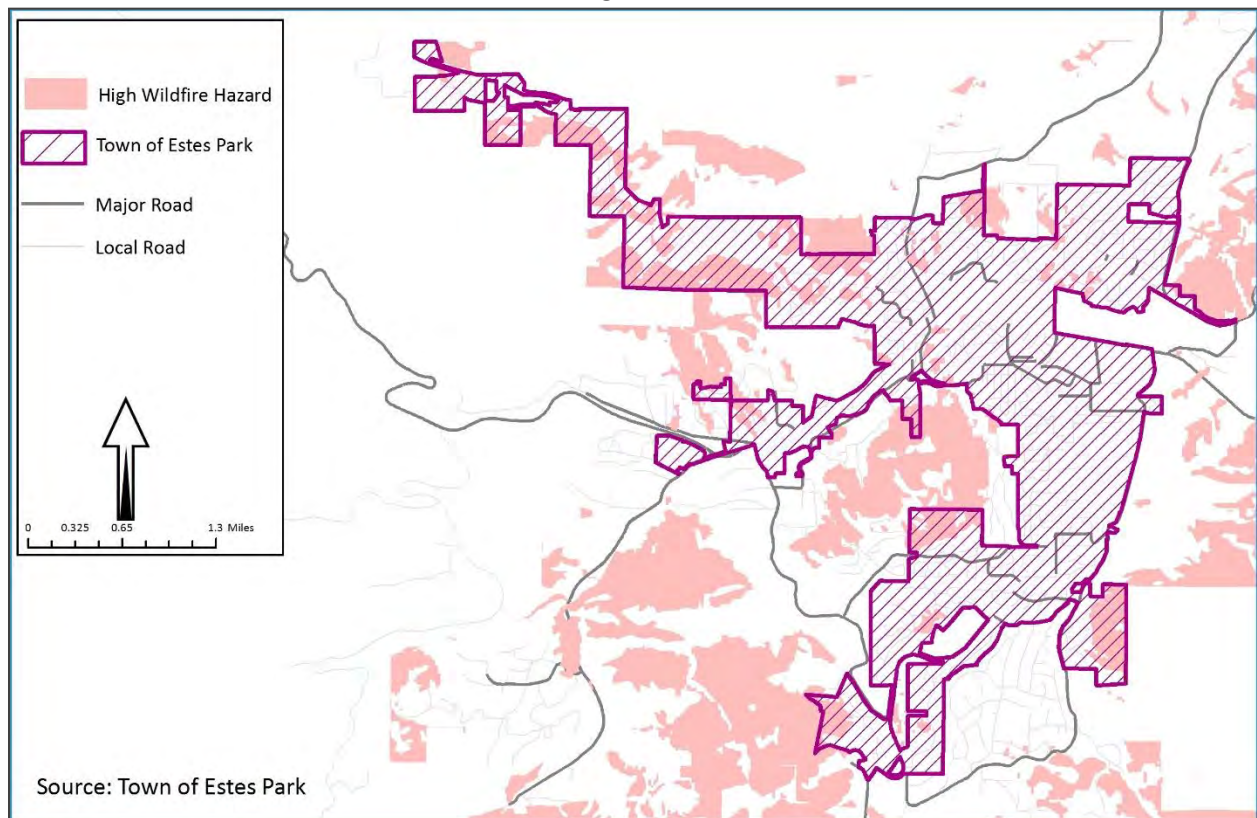 High Wildfire Hazard
Town of Estes Park
Major Road
Local Road
0 0.325 0.65 1.3 Miles
Source: Town of Estes Park